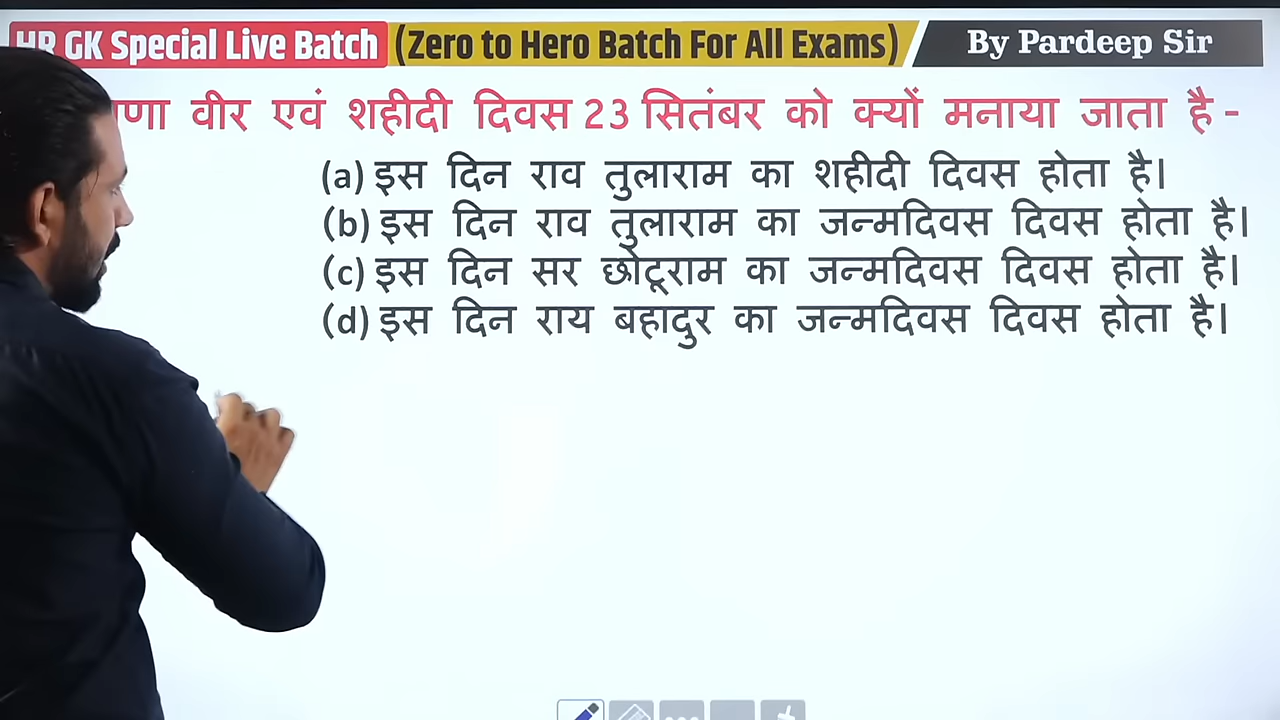 HR GK Special Live Batch (Zero to Hero Batch For All Exams) By Pardeep Sir
वीर एवं शहीदी दिवस 23 सितंबर को क्यों मनाया जाता है -
(a) इस दिन राव तुलाराम का शहीदी दिवस होता है।
(b) इस दिन राव तुलाराम का जन्मदिवस दिवस होता है।
(c) इस दिन सर छोटूराम का जन्मदिवस दिवस होता है।
(d) इस दिन राय बहादुर का जन्मदिवस दिवस होता है।